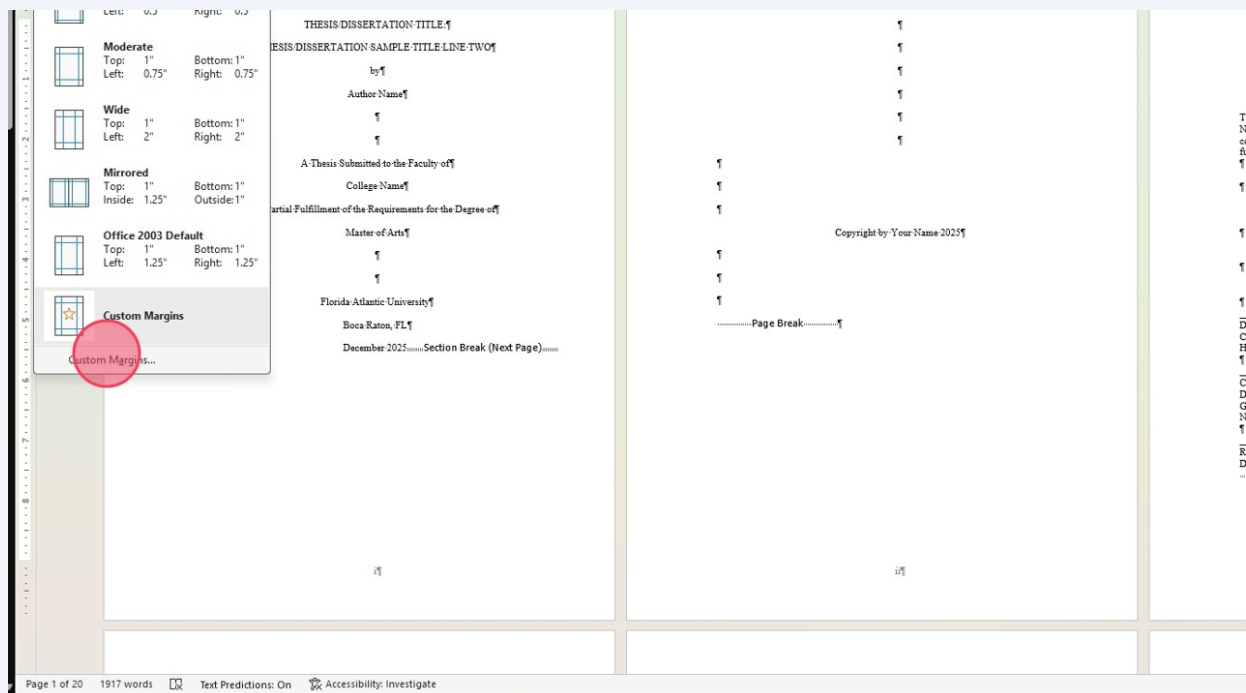 Left: 0.5" Right: 0.5"
Moderate
Top: 1" Bottom: 1"
Left: 0.75" Right: 0.75"
Wide
Top: 1" Bottom: 1"
Left: 2" Right: 2"
Mirrored
Top: 1" Bottom: 1"
Inside: 1.25" Outside: 1"
Office 2003 Default
Top: 1" Bottom: 1"
Left: 1.25" Right: 1.25"
Custom Margins
Custom Margins...
THESIS/DISSERTATION·TITLE:¶
ESIS/DISSERTATION·SAMPLE·TITLE·LINE·TWO¶
by¶
Author·Name¶
¶
¶
A·Thesis·Submitted·to·the·Faculty·of¶
College·Name¶
artial·Fulfillment·of·the·Requirements·for·the·Degree·of¶
Master·of·Arts¶
¶
¶
Florida·Atlantic·University¶
Boca·Raton,·FL¶
December·2025.......Section Break (Next Page).......
i¶
¶
¶
¶
¶
¶
¶
¶
¶
¶
Copyright·by·Your·Name·2025¶
¶
¶
¶
..............Page Break..............¶
ii¶
Page 1 of 20 1917 words Text Predictions: On Accessibility: Investigate